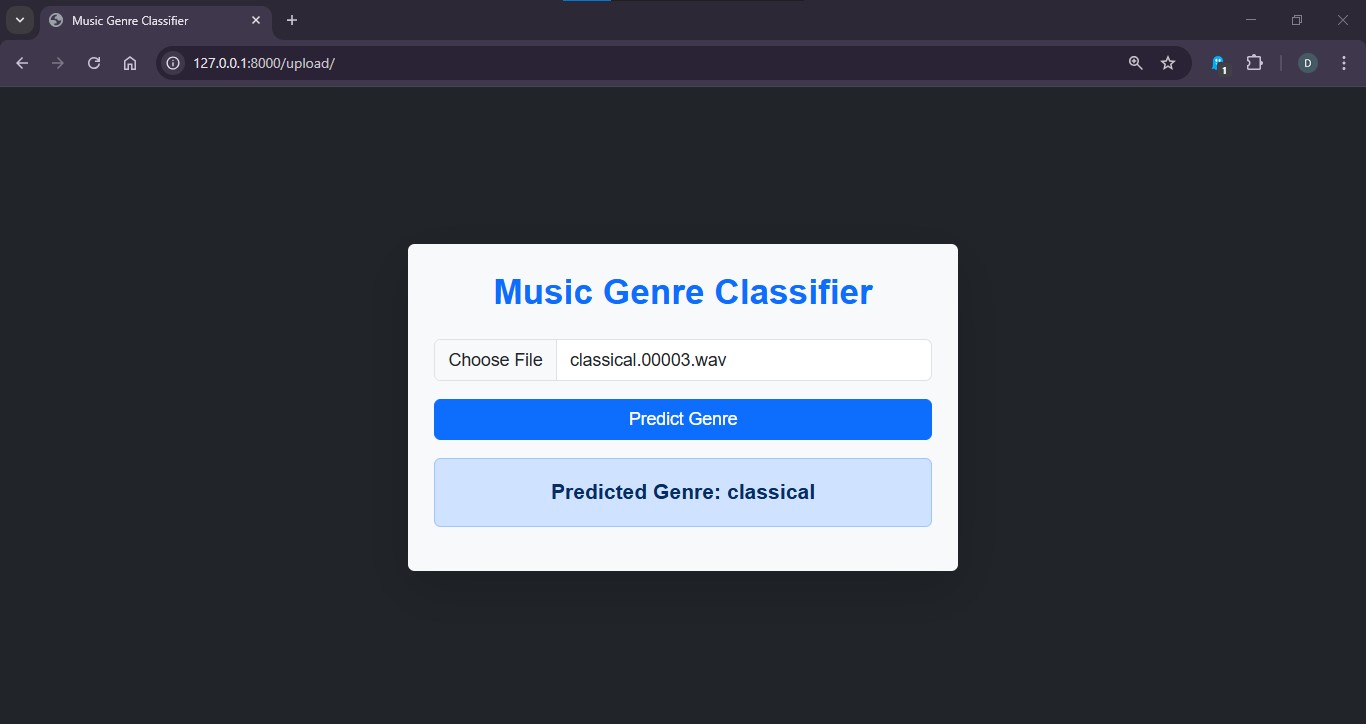 Music Genre Classifier
127.0.0.1:8000/upload/
1
D
Music Genre Classifier
Choose File classical.00003.wav
Predict Genre
Predicted Genre: classical